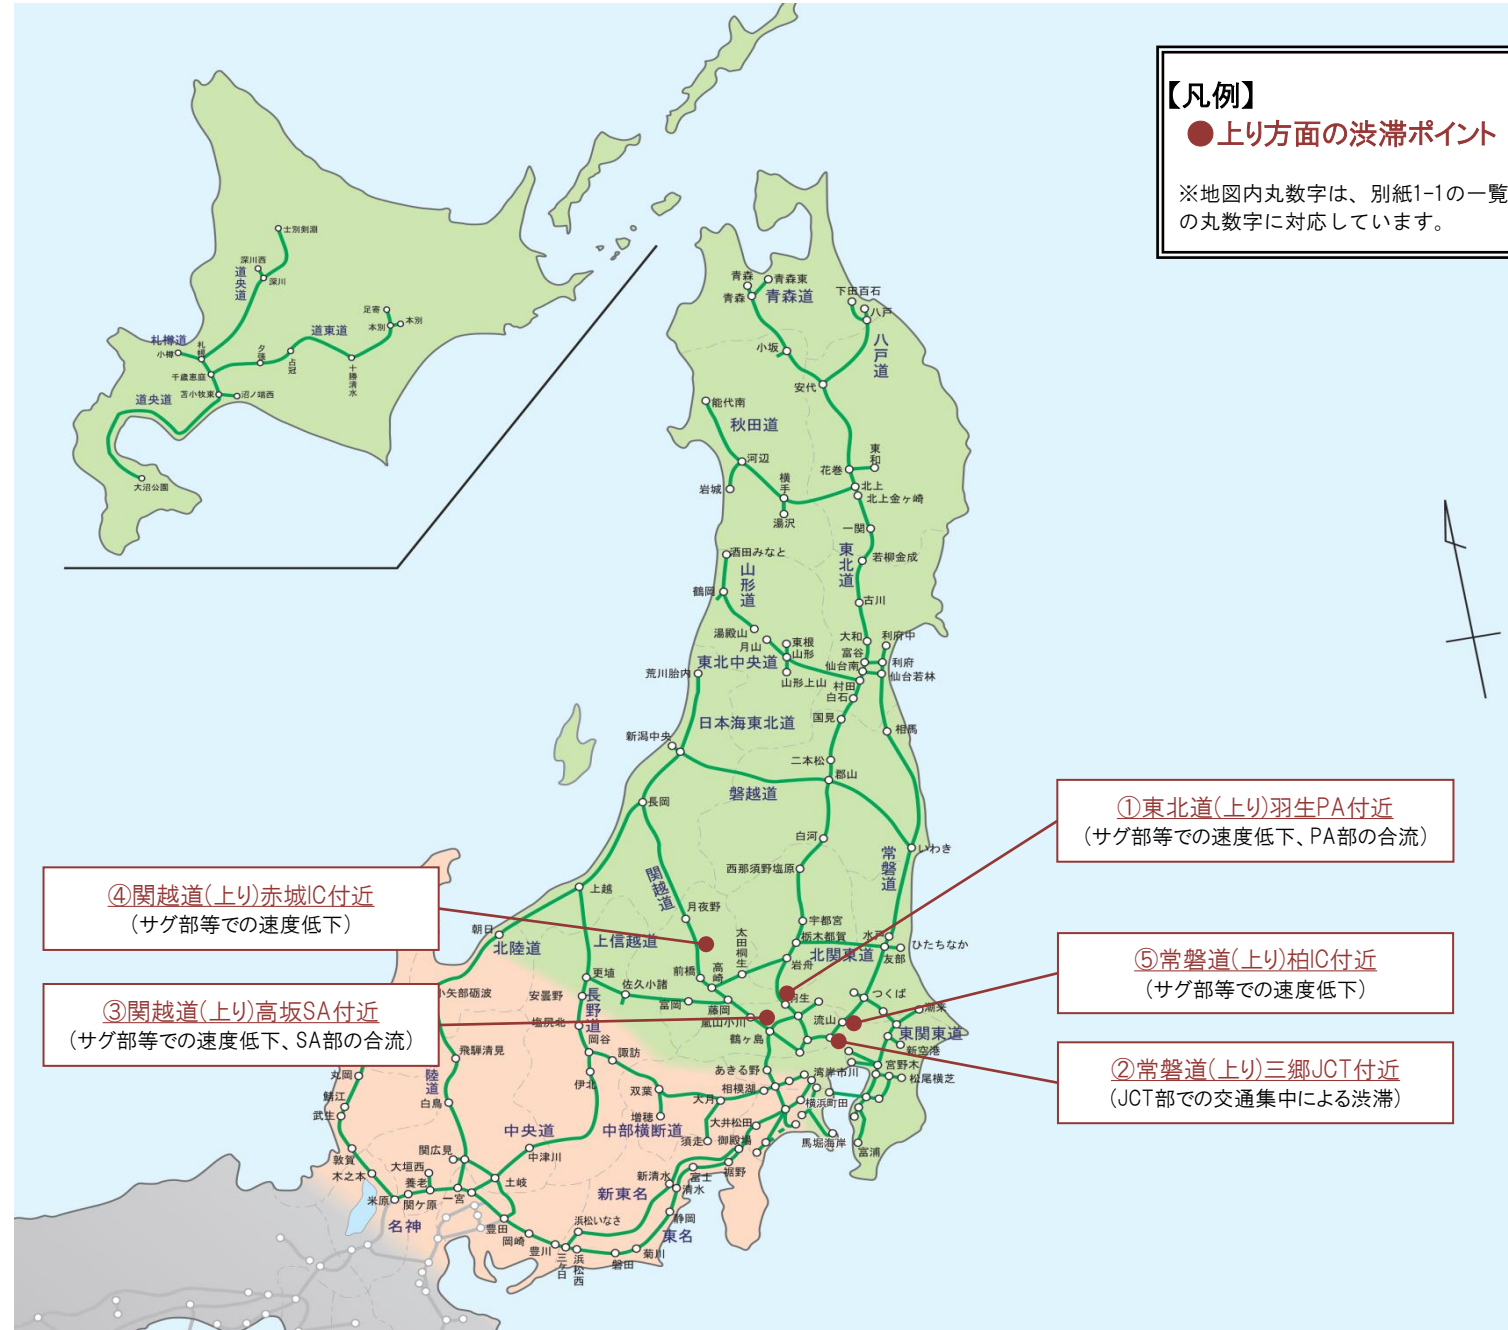 【凡例】
●上り方面の渋滞ポイント
※地図内丸数字は、別紙1-1の一覧
の丸数字に対応しています。
士別剣淵
深川西
深川
道央道
足寄
本別
本別
道東道
札樽道
小樽
札幌
夕張
占冠
十勝清水
千歳恵庭
苫小牧東
沼ノ端西
道央道
大沼公園
青森
青森東
青森
青森道
下田百石
八戸
八戸道
小坂
安代
能代南
秋田道
河辺
岩城
横手
湯沢
花巻
東和
北上
北上金ヶ崎
一関
若柳金成
東北道
古川
酒田みなと
山形道
鶴岡
湯殿山
月山
東根
山形
山形上山
東北中央道
大和
富谷
利府中
利府
仙台南
仙台若林
村田
白石
国見
相馬
荒川胎内
日本海東北道
新潟中央
二本松
郡山
磐越道
長岡
白河
いわき
常磐道
西那須野塩原
関越道
上越
月夜野
宇都宮
栃木都賀
水戸
ひたちなか
友部
北関東道
太田桐生
岩舟
朝日
北陸道
上信越道
前橋
高崎
更埴
佐久小諸
富岡
藤岡
羽生
つくば
流山
潮来
東関東道
新空港
小矢部砺波
安曇野
長野道
塩尻北
嵐山小川
鶴ヶ島
岡谷
諏訪
飛騨清見
丸岡
陸道
白鳥
伊北
双葉
増穂
あきる野
相模湖
大月
湾岸市川
宮野木
松尾横芝
横浜町田
鯖江
武生
中央道
中部横断道
大井松田
須走
御殿場
馬堀海岸
富浦
敦賀
関広見
中津川
木之本
大垣西
養老
土岐
新清水
富士
裾野
米原
関ケ原
一宮
新東名
清水
名神
豊田
浜松いなさ
静岡
東名
岡崎
豊川
三ヶ日
浜松西
磐田
菊川
①東北道(上り)羽生PA付近
（サグ部等での速度低下、PA部の合流）
④関越道(上り)赤城IC付近
（サグ部等での速度低下）
⑤常磐道(上り)柏IC付近
（サグ部等での速度低下）
③関越道(上り)高坂SA付近
（サグ部等での速度低下、SA部の合流）
②常磐道(上り)三郷JCT付近
（JCT部での交通集中による渋滞）